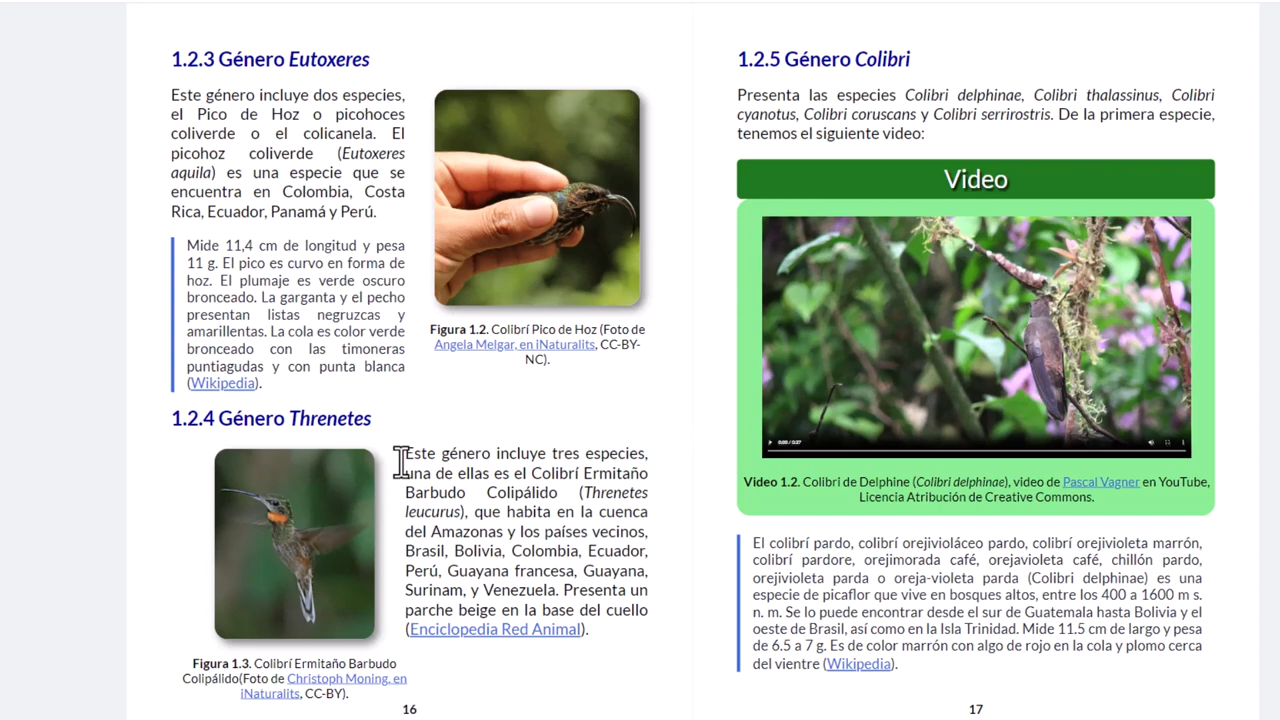 1.2.3 Género Eutoxeres
Este género incluye dos especies,
el Pico de Hoz o picohoces
coliverde o el colicanela. El
picohoz coliverde (Eutoxeres
aquila) es una especie que se
encuentra en Colombia, Costa
Rica, Ecuador, Panamá y Perú.
Mide 11,4 cm de longitud y pesa
11 g. El pico es curvo en forma de
hoz. El plumaje es verde oscuro
bronceado. La garganta y el pecho
presentan listas negruzcas y
amarillentas. La cola es color verde
bronceado con las timoneras
puntiagudas y con punta blanca
(Wikipedia).
Figura 1.2. Colibrí Pico de Hoz (Foto de
Angela Melgar, en iNaturalits, CC-BY-
NC).
1.2.4 Género Threnetes
Este género incluye tres especies,
una de ellas es el Colibrí Ermitaño
Barbudo Colipálido (Threnetes
leucurus), que habita en la cuenca
del Amazonas y los países vecinos,
Brasil, Bolivia, Colombia, Ecuador,
Perú, Guayana francesa, Guayana,
Surinam, y Venezuela. Presenta un
parche beige en la base del cuello
(Enciclopedia Red Animal).
Figura 1.3. Colibrí Ermitaño Barbudo
Colipálido(Foto de Christoph Moning, en
iNaturalits, CC-BY).
16
1.2.5 Género Colibri
Presenta las especies Colibri delphinae, Colibri thalassinus, Colibri
cyanotus, Colibri coruscans y Colibri serrirostris. De la primera especie,
tenemos el siguiente video:
Video
0:00 / 0:27
Video 1.2. Colibri de Delphine (Colibri delphinae), video de Pascal Vagner en YouTube,
Licencia Atribución de Creative Commons.
El colibrí pardo, colibrí orejivioláceo pardo, colibrí orejivioleta marrón,
colibrí pardore, orejimorada café, orejavioleta café, chillón pardo,
orejivioleta parda o oreja-violeta parda (Colibri delphinae) es una
especie de picaflor que vive en bosques altos, entre los 400 a 1600 m s.
n. m. Se lo puede encontrar desde el sur de Guatemala hasta Bolivia y el
oeste de Brasil, así como en la Isla Trinidad. Mide 11.5 cm de largo y pesa
de 6.5 a 7 g. Es de color marrón con algo de rojo en la cola y plomo cerca
del vientre (Wikipedia).
17